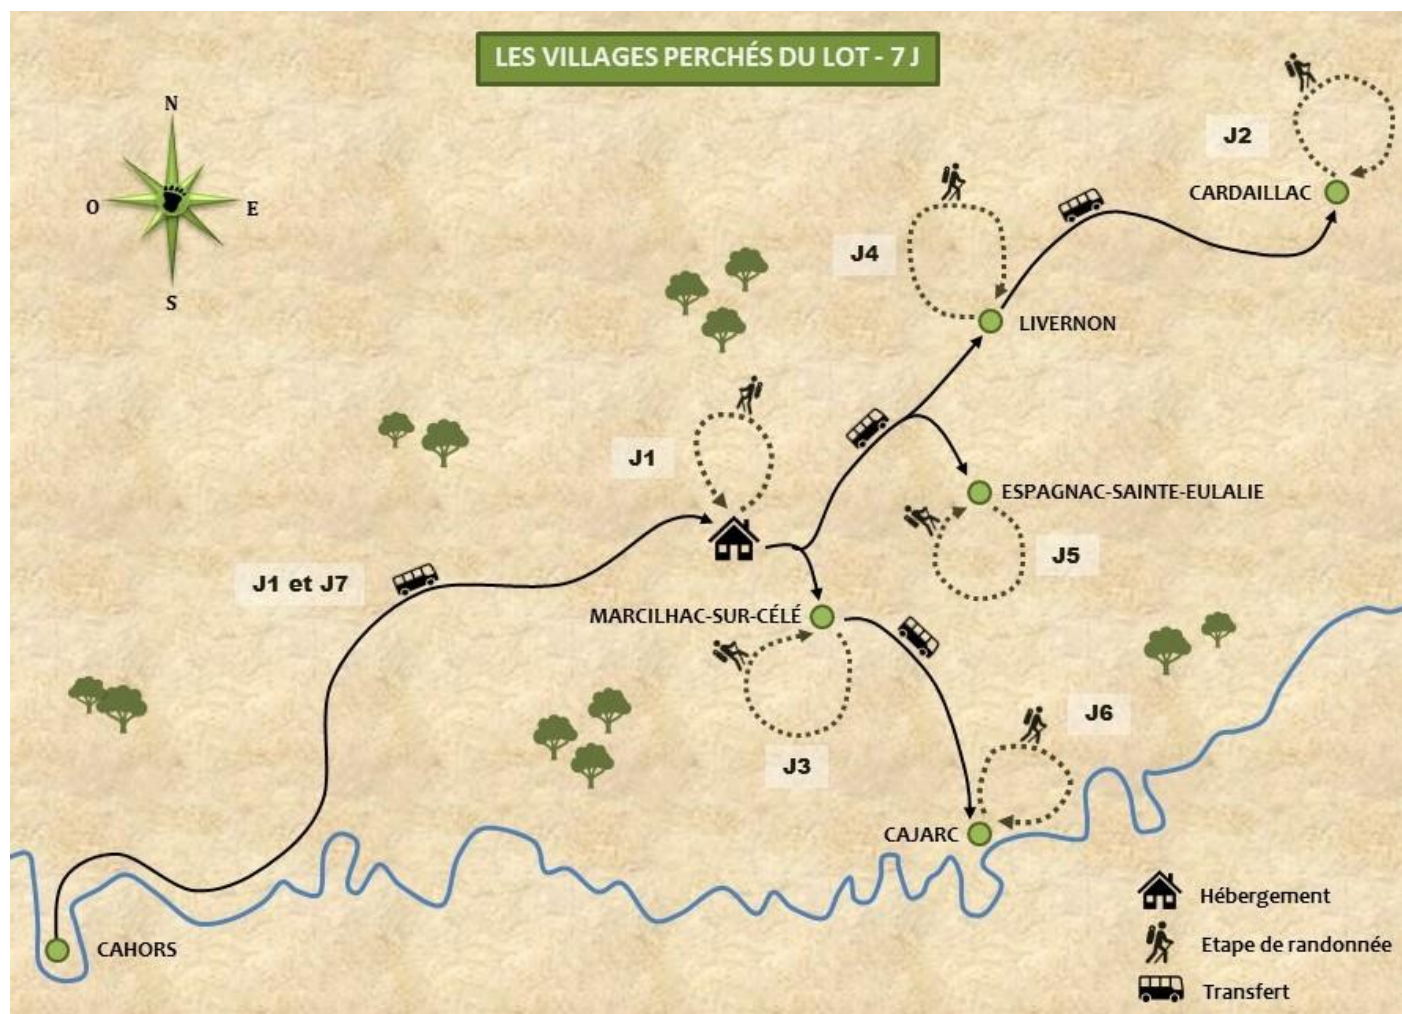 LES VILLAGES PERCHÉS DU LOT - 7 J
N
O
E
S
J2
CARDAILLAC
J4
LIVERNON
J1
ESPAGNAC-SAINTE-EULALIE
J5
J1 et J7
MARCILHAC-SUR-CÉLÉ
J3
J6
CAJARC
CAHORS
Hébergement
Etape de randonnée
Transfert